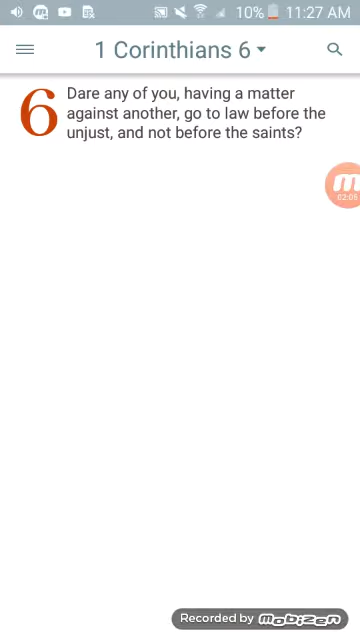 10% 11:27 AM
1 Corinthians 6
6 Dare any of you, having a matter
against another, go to law before the
unjust, and not before the saints?
02:05
Recorded by mobizen